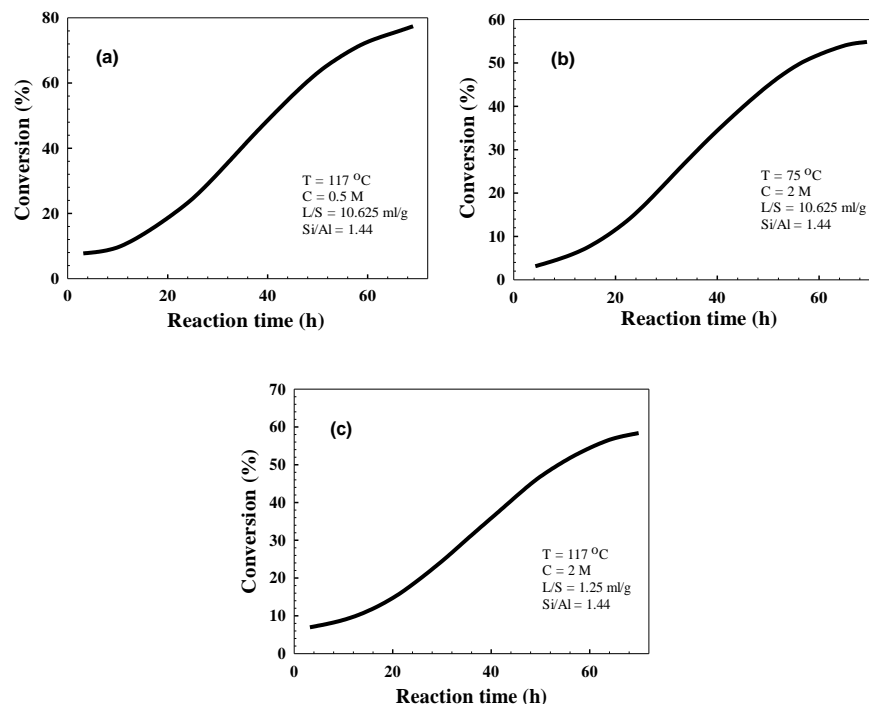 (a)
Conversion (%)
80
60
40
20
0
T = 117 ᴼC
C = 0.5 M
L/S = 10.625 ml/g
Si/Al = 1.44
0 20 40 60
Reaction time (h)
(b)
Conversion (%)
60
50
40
30
20
10
0
T = 75 ᴼC
C = 2 M
L/S = 10.625 ml/g
Si/Al = 1.44
0 20 40 60
Reaction time (h)
(c)
Conversion (%)
70
60
50
40
30
20
10
0
T = 117 ᴼC
C = 2 M
L/S = 1.25 ml/g
Si/Al = 1.44
0 20 40 60
Reaction time (h)